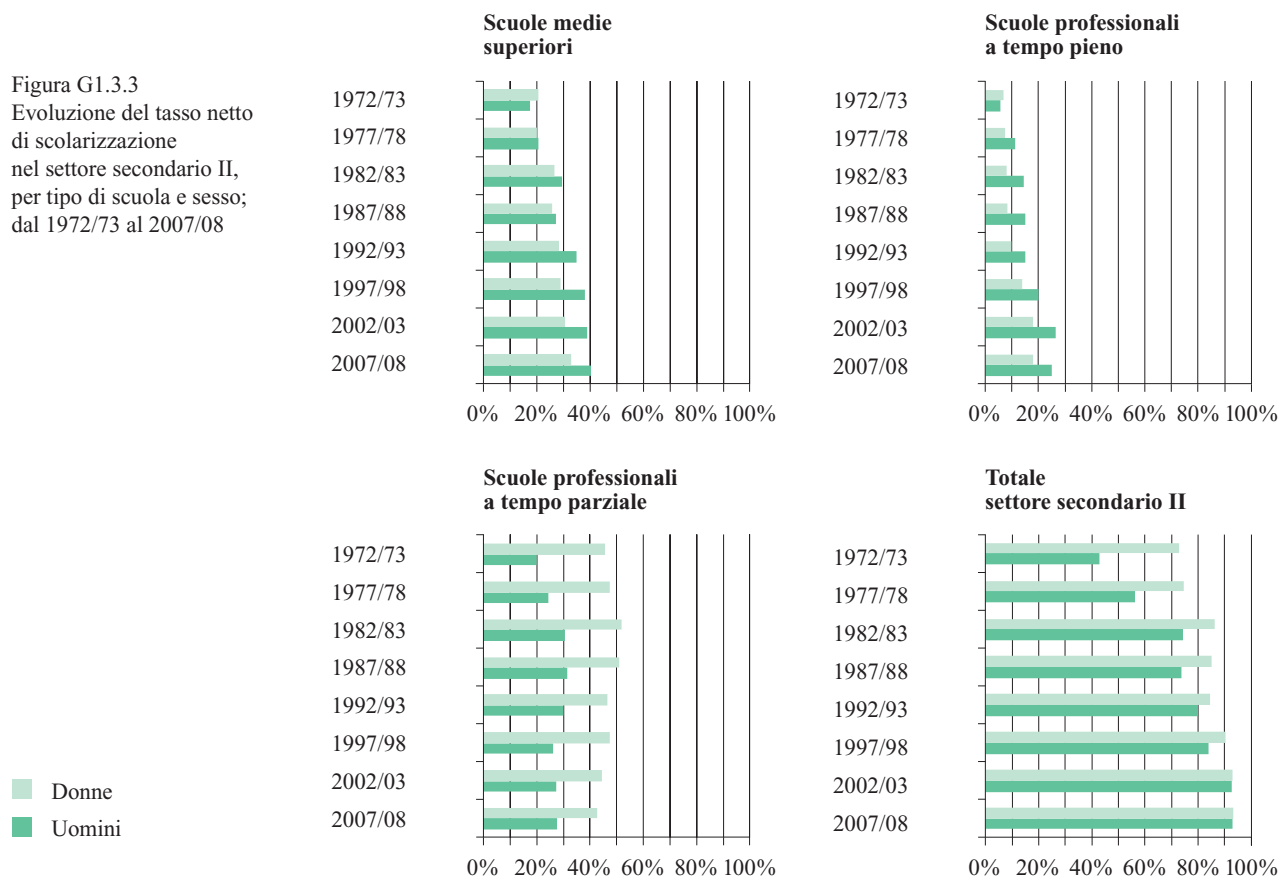 Figura G1.3.3
Evoluzione del tasso netto
di scolarizzazione
nel settore secondario II,
per tipo di scuola e sesso;
dal 1972/73 al 2007/08
Scuole medie
superiori
1972/73
1977/78
1982/83
1987/88
1992/93
1997/98
2002/03
2007/08
0% 20% 40% 60% 80% 100%
Scuole professionali
a tempo pieno
1972/73
1977/78
1982/83
1987/88
1992/93
1997/98
2002/03
2007/08
0% 20% 40% 60% 80% 100%
Scuole professionali
a tempo parziale
1972/73
1977/78
1982/83
1987/88
1992/93
1997/98
2002/03
2007/08
0% 20% 40% 60% 80% 100%
Totale
settore secondario II
1972/73
1977/78
1982/83
1987/88
1992/93
1997/98
2002/03
2007/08
0% 20% 40% 60% 80% 100%
Donne
Uomini